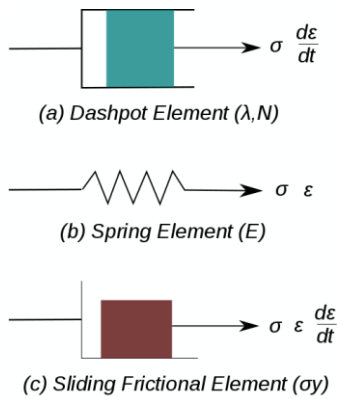 σ dε/dt
(a) Dashpot Element (λ,N)
σ ε
(b) Spring Element (E)
σ ε dε/dt
(c) Sliding Frictional Element (σy)